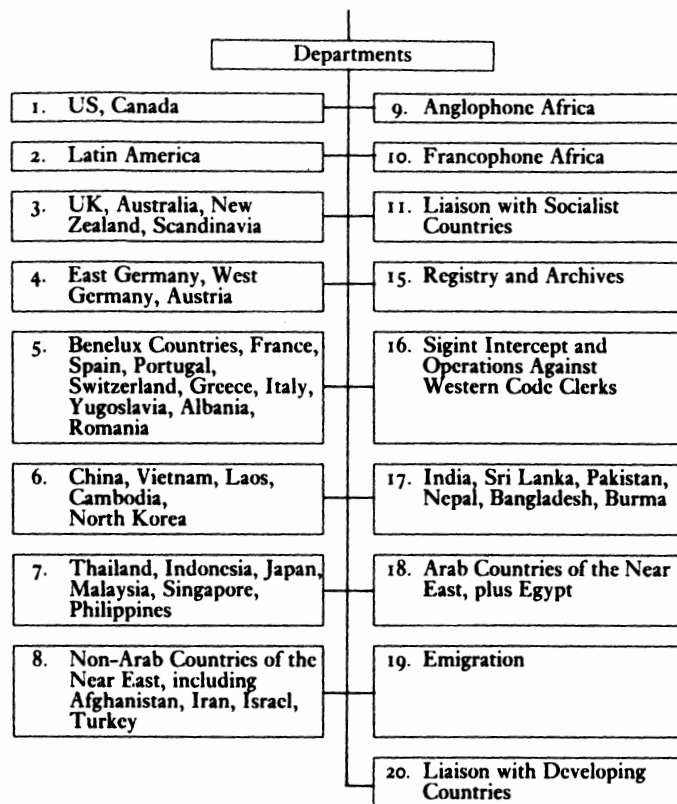 Departments
1. US, Canada
2. Latin America
3. UK, Australia, New
Zealand, Scandinavia
4. East Germany, West
Germany, Austria
5. Benelux Countries, France,
Spain, Portugal,
Switzerland, Greece, Italy,
Yugoslavia, Albania,
Romania
6. China, Vietnam, Laos,
Cambodia,
North Korea
7. Thailand, Indonesia, Japan,
Malaysia, Singapore,
Philippines
8. Non-Arab Countries of the
Near East, including
Afghanistan, Iran, Israel,
Turkey
9. Anglophone Africa
10. Francophone Africa
11. Liaison with Socialist
Countries
15. Registry and Archives
16. Sigint Intercept and
Operations Against
Western Code Clerks
17. India, Sri Lanka, Pakistan,
Nepal, Bangladesh, Burma
18. Arab Countries of the Near
East, plus Egypt
19. Emigration
20. Liaison with Developing
Countries